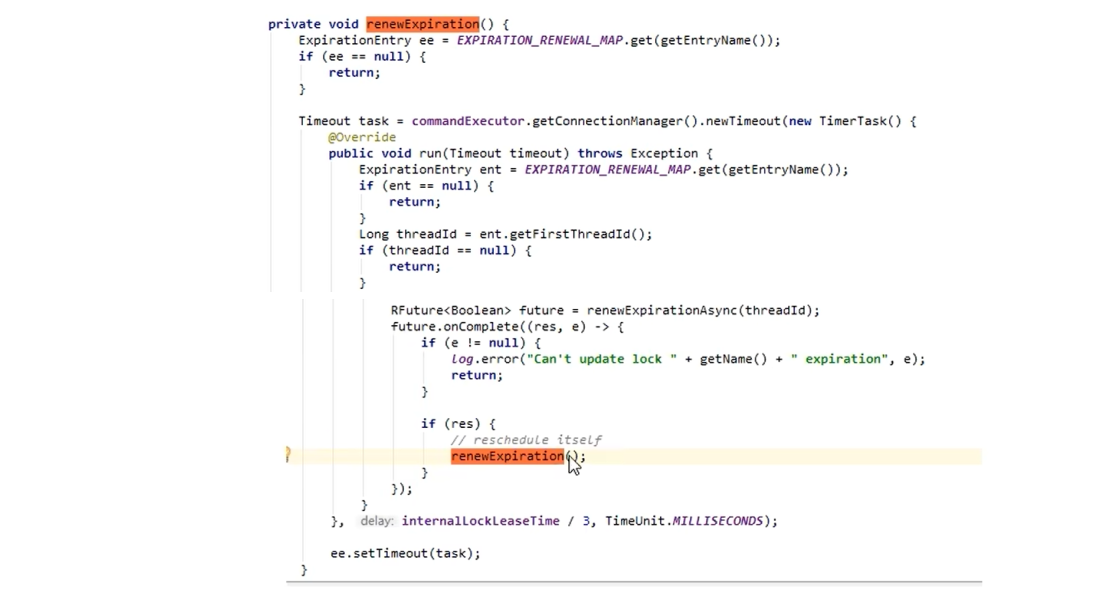 private void renewExpiration() {
ExpirationEntry ee = EXPIRATION_RENEWAL_MAP.get(getEntryName());
if (ee == null) {
return;
}
Timeout task = commandExecutor.getConnectionManager().newTimeout(new TimerTask() {
@Override
public void run(Timeout timeout) throws Exception {
ExpirationEntry ent = EXPIRATION_RENEWAL_MAP.get(getEntryName());
if (ent == null) {
return;
}
Long threadId = ent.getFirstThreadId();
if (threadId == null) {
return;
}
RFuture<Boolean> future = renewExpirationAsync(threadId);
future.onComplete((res, e) -> {
if (e != null) {
log.error("Can't update lock " + getName() + " expiration", e);
return;
}
if (res) {
// reschedule itself
renewExpiration();
}
});
}
}, delay: internalLockLeaseTime / 3, TimeUnit.MILLISECONDS);
ee.setTimeout(task);
}